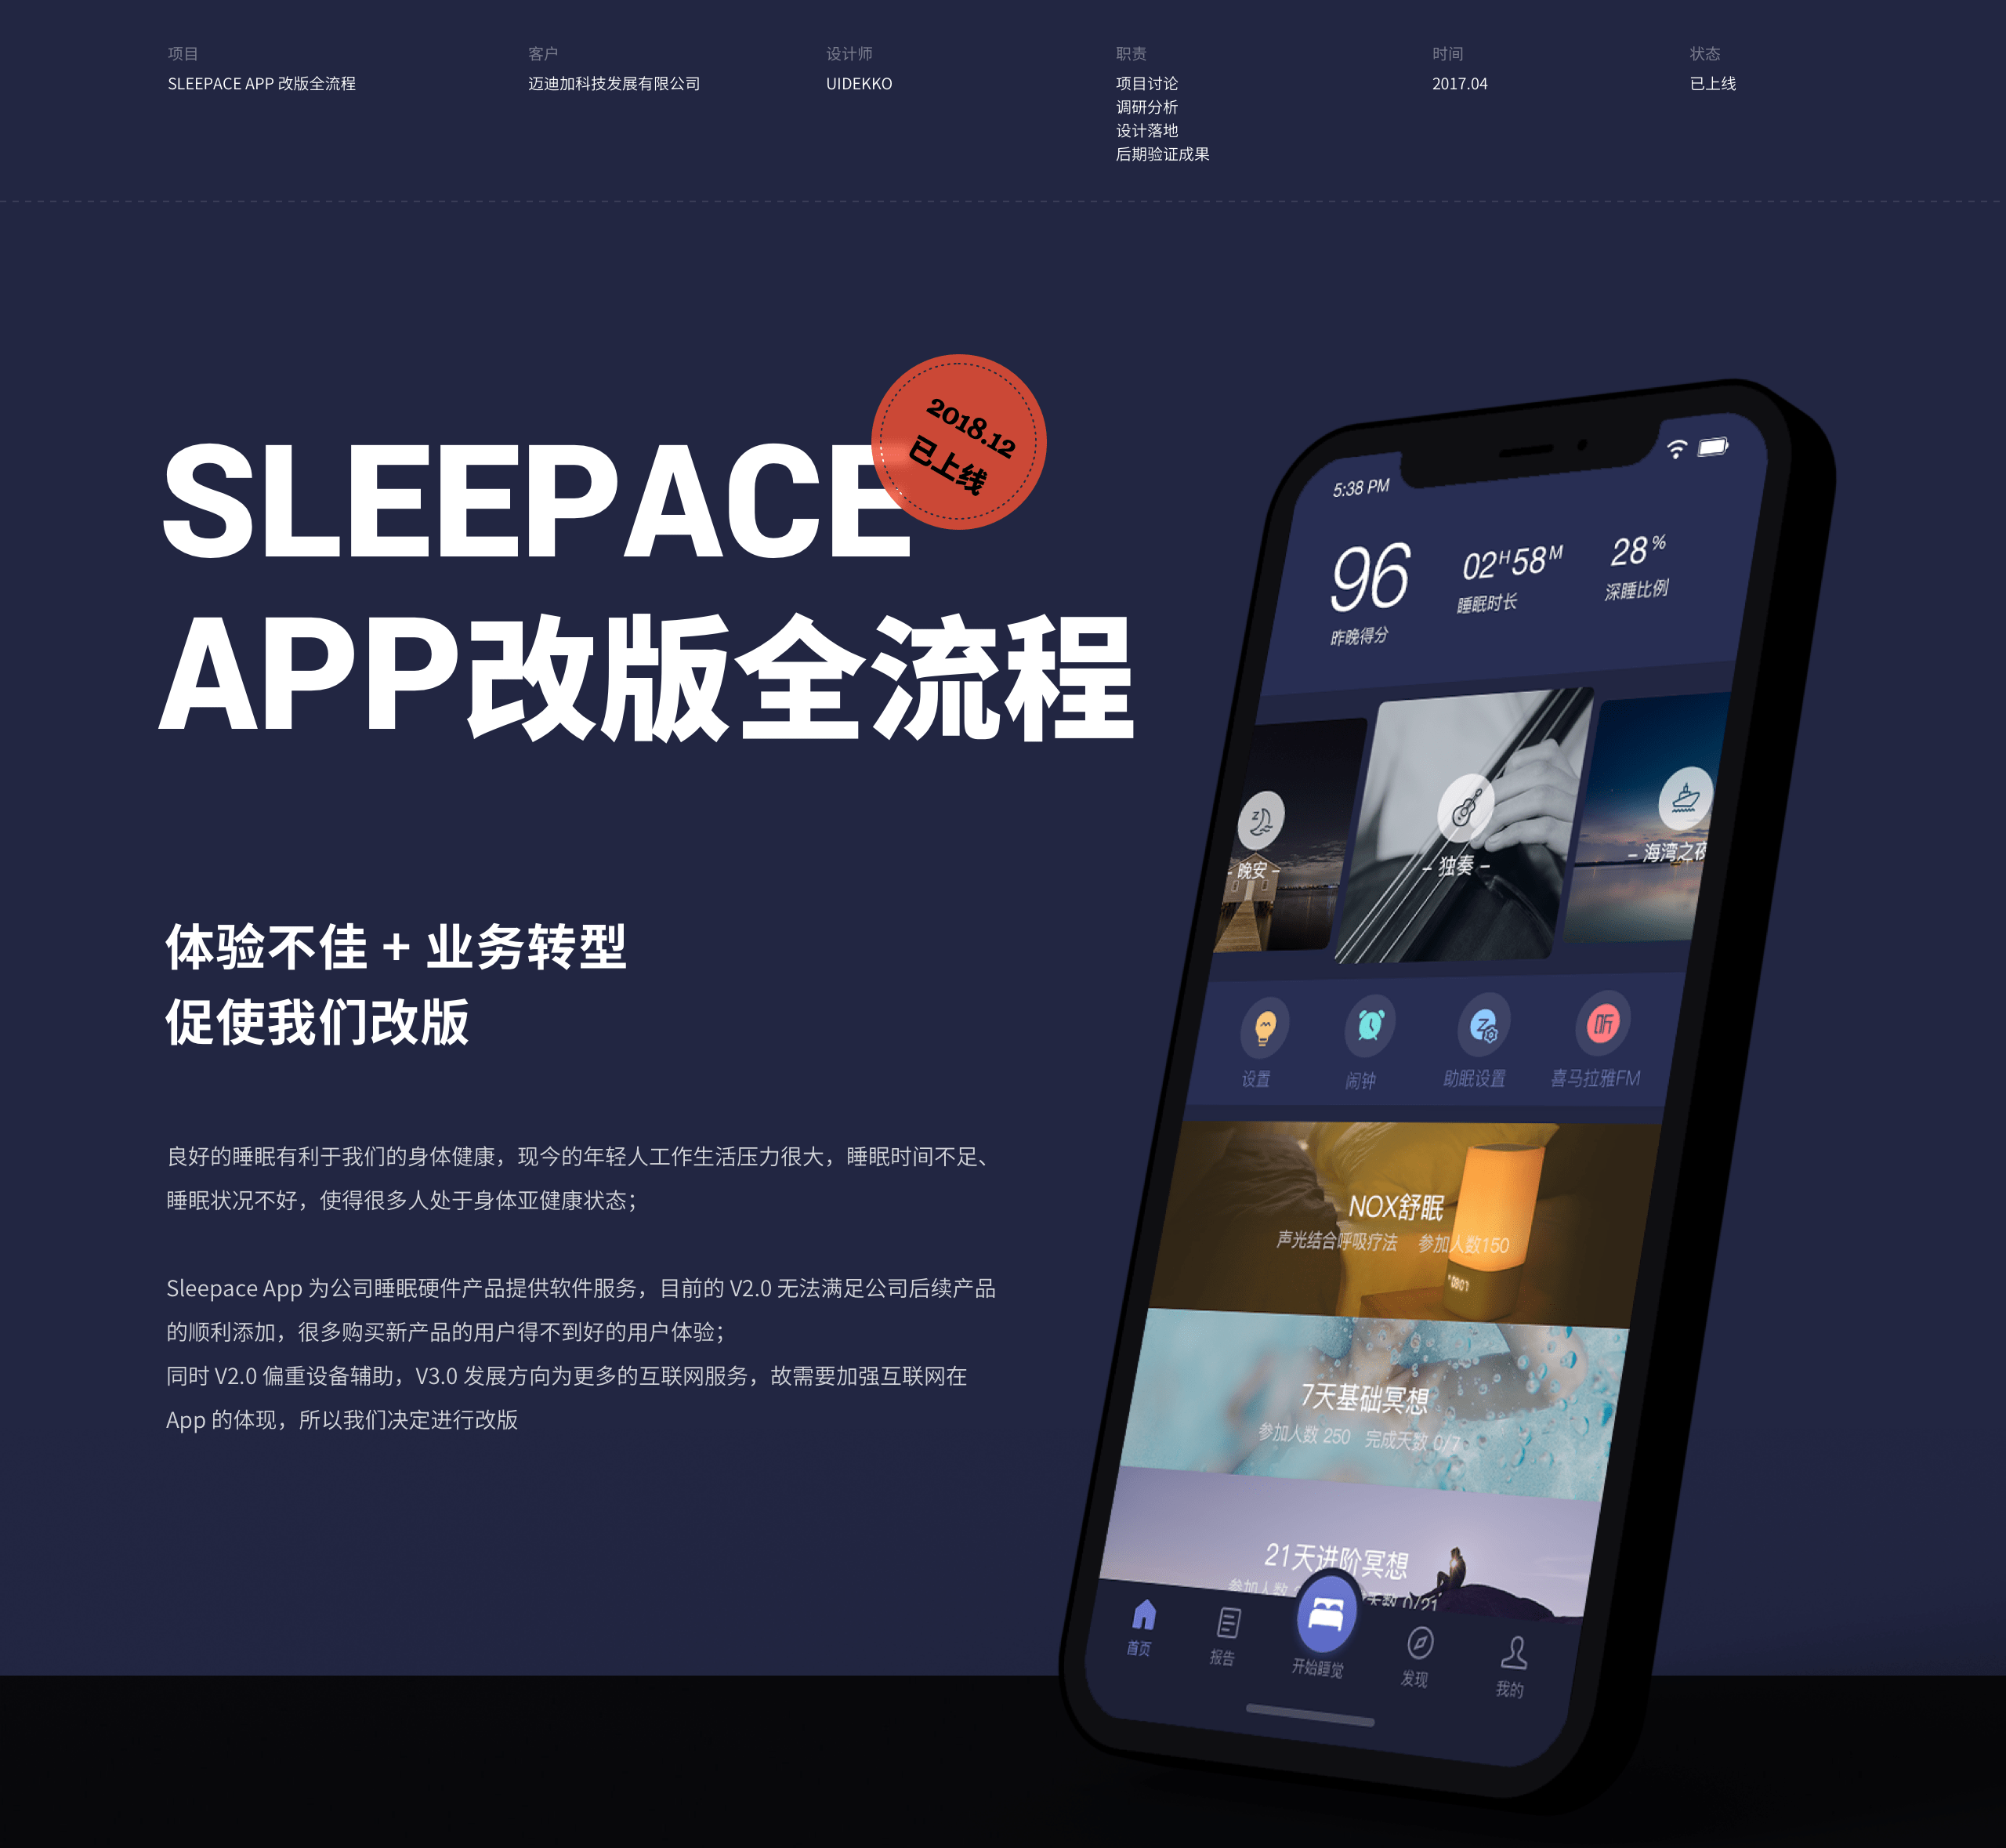 项目
SLEEPACE APP 改版全流程
客户
迈迪加科技发展有限公司
设计师
UIDEKKO
职责
项目讨论
调研分析
设计落地
后期验证成果
时间
2017.04
状态
已上线
2018.12
已上线
SLEEPACE
APP改版全流程
体验不佳 + 业务转型
促使我们改版
良好的睡眠有利于我们的身体健康，现今的年轻人工作生活压力很大，睡眠时间不足、
睡眠状况不好，使得很多人处于身体亚健康状态；
Sleepace App 为公司睡眠硬件产品提供软件服务，目前的 V2.0 无法满足公司后续产品
的顺利添加，很多购买新产品的用户得不到好的用户体验；
同时 V2.0 偏重设备辅助，V3.0 发展方向为更多的互联网服务，故需要加强互联网在
App 的体现，所以我们决定进行改版
5:38 PM
96
昨晚得分
02H58M
睡眠时长
28%
深睡比例
- 晚安 -
- 独奏 -
- 海湾之夜
设置
闹钟
助眠设置
听
喜马拉雅FM
NOX舒眠
声光结合呼吸疗法 参加人数150
7天基础冥想
参加人数 250 完成天数 0/7
21天进阶冥想
参加人数 天数 0/21
首页
报告
开始睡觉
发现
我的